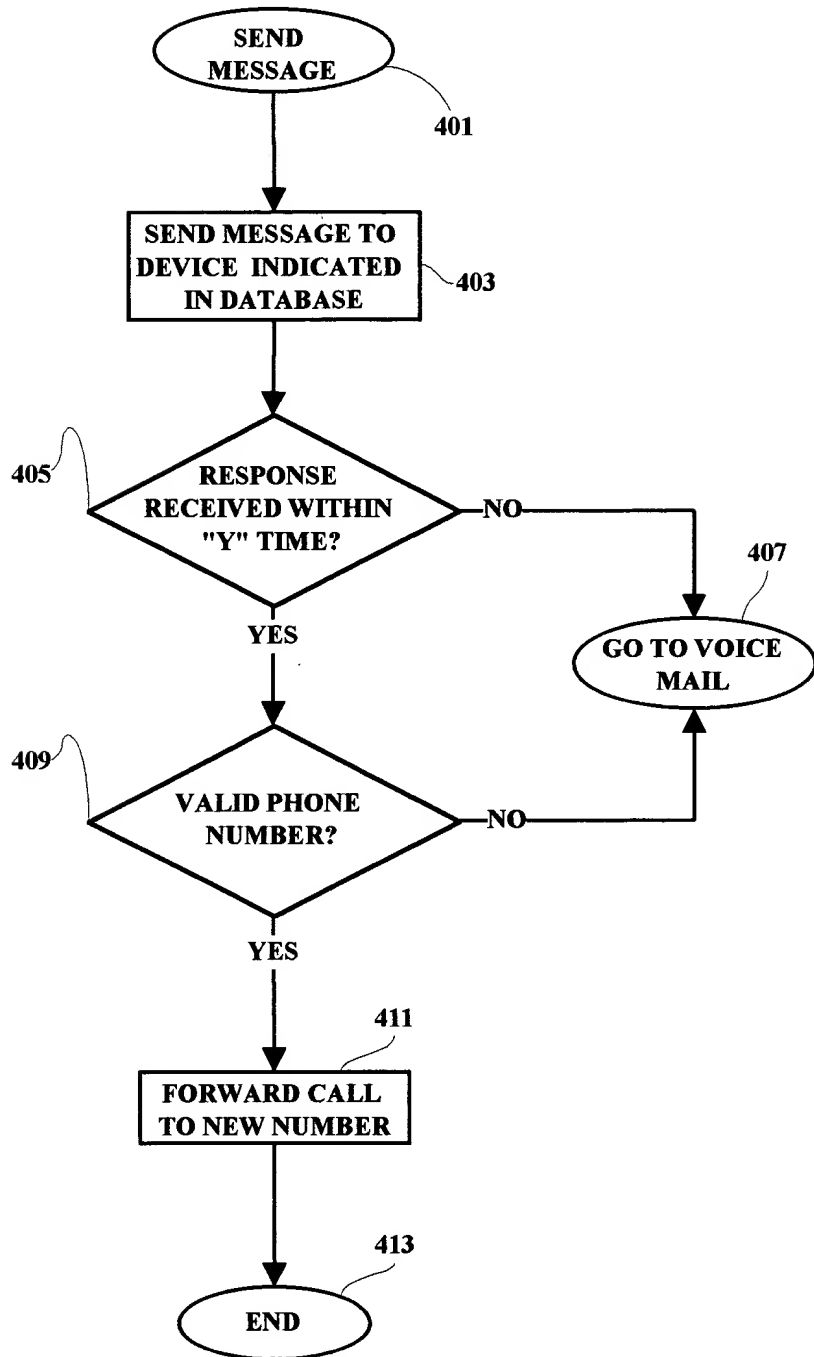 SEND
MESSAGE
401
SEND MESSAGE TO
DEVICE INDICATED
IN DATABASE
403
405
RESPONSE
RECEIVED WITHIN
"Y" TIME?
NO
407
YES
GO TO VOICE
MAIL
409
VALID PHONE
NUMBER?
NO
YES
411
FORWARD CALL
TO NEW NUMBER
413
END